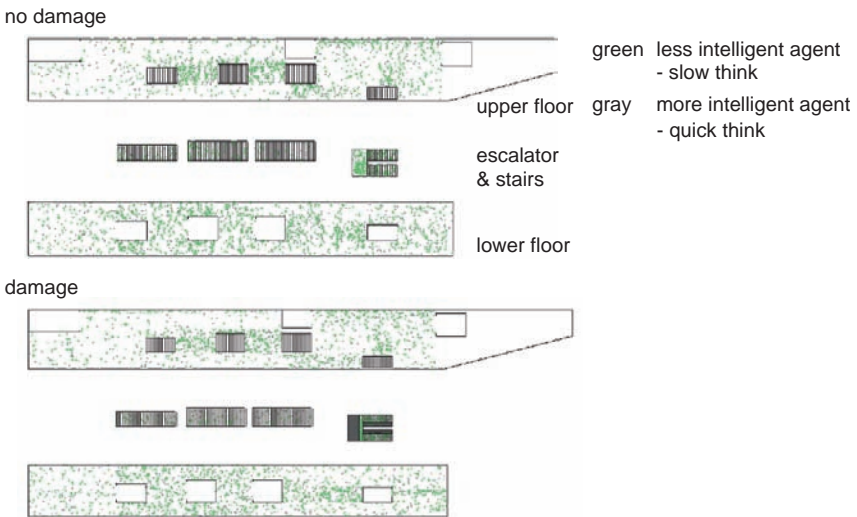 no damage
green less intelligent agent
- slow think
upper floor gray more intelligent agent
- quick think
escalator
& stairs
lower floor
damage